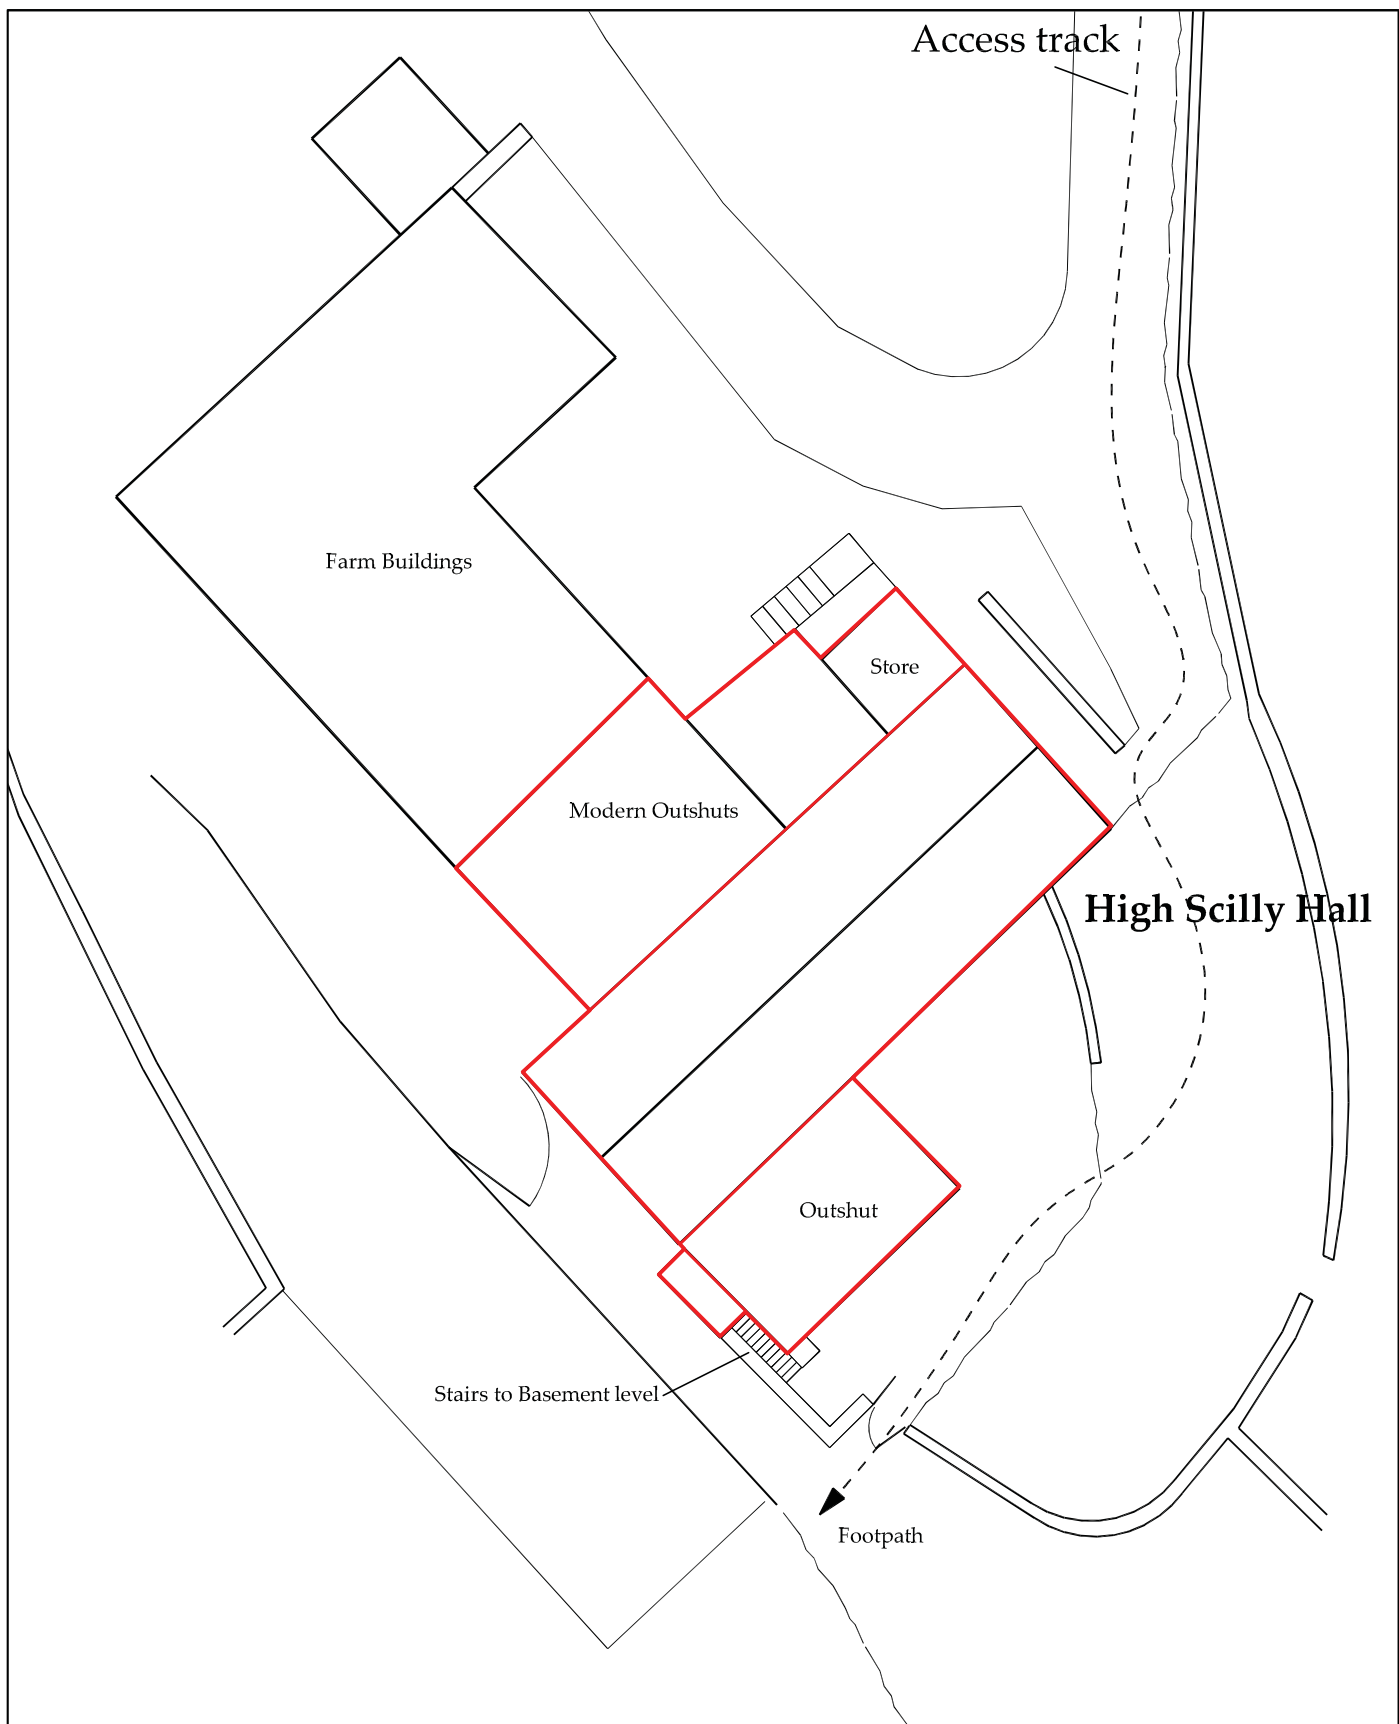 Access track
Farm Buildings
Store
Modern Outshuts
High Scilly Hall
Outshut
Stairs to Basement level
Footpath